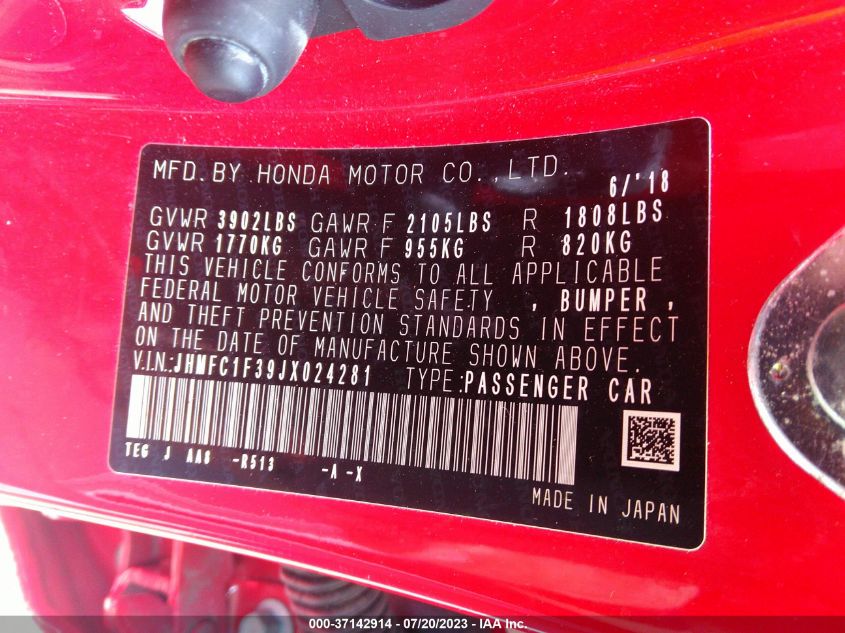 MFD. BY HONDA MOTOR CO., LTD.
6/'18
GVWR 3902LBS GAWR F 2105LBS R 1808LBS
GVWR 1770KG GAWR F 955KG R 820KG
THIS VEHICLE CONFORMS TO ALL APPLICABLE
FEDERAL MOTOR VEHICLE SAFETY , BUMPER ,
AND THEFT PREVENTION STANDARDS IN EFFECT
ON THE DATE OF MANUFACTURE SHOWN ABOVE.
V.I.N.:JHMFC1F39JX024281 TYPE:PASSENGER CAR
TEG J AA8 -R513 -A -X
MADE IN JAPAN
000-37142914 / 07/20/2023 / IAA Inc.